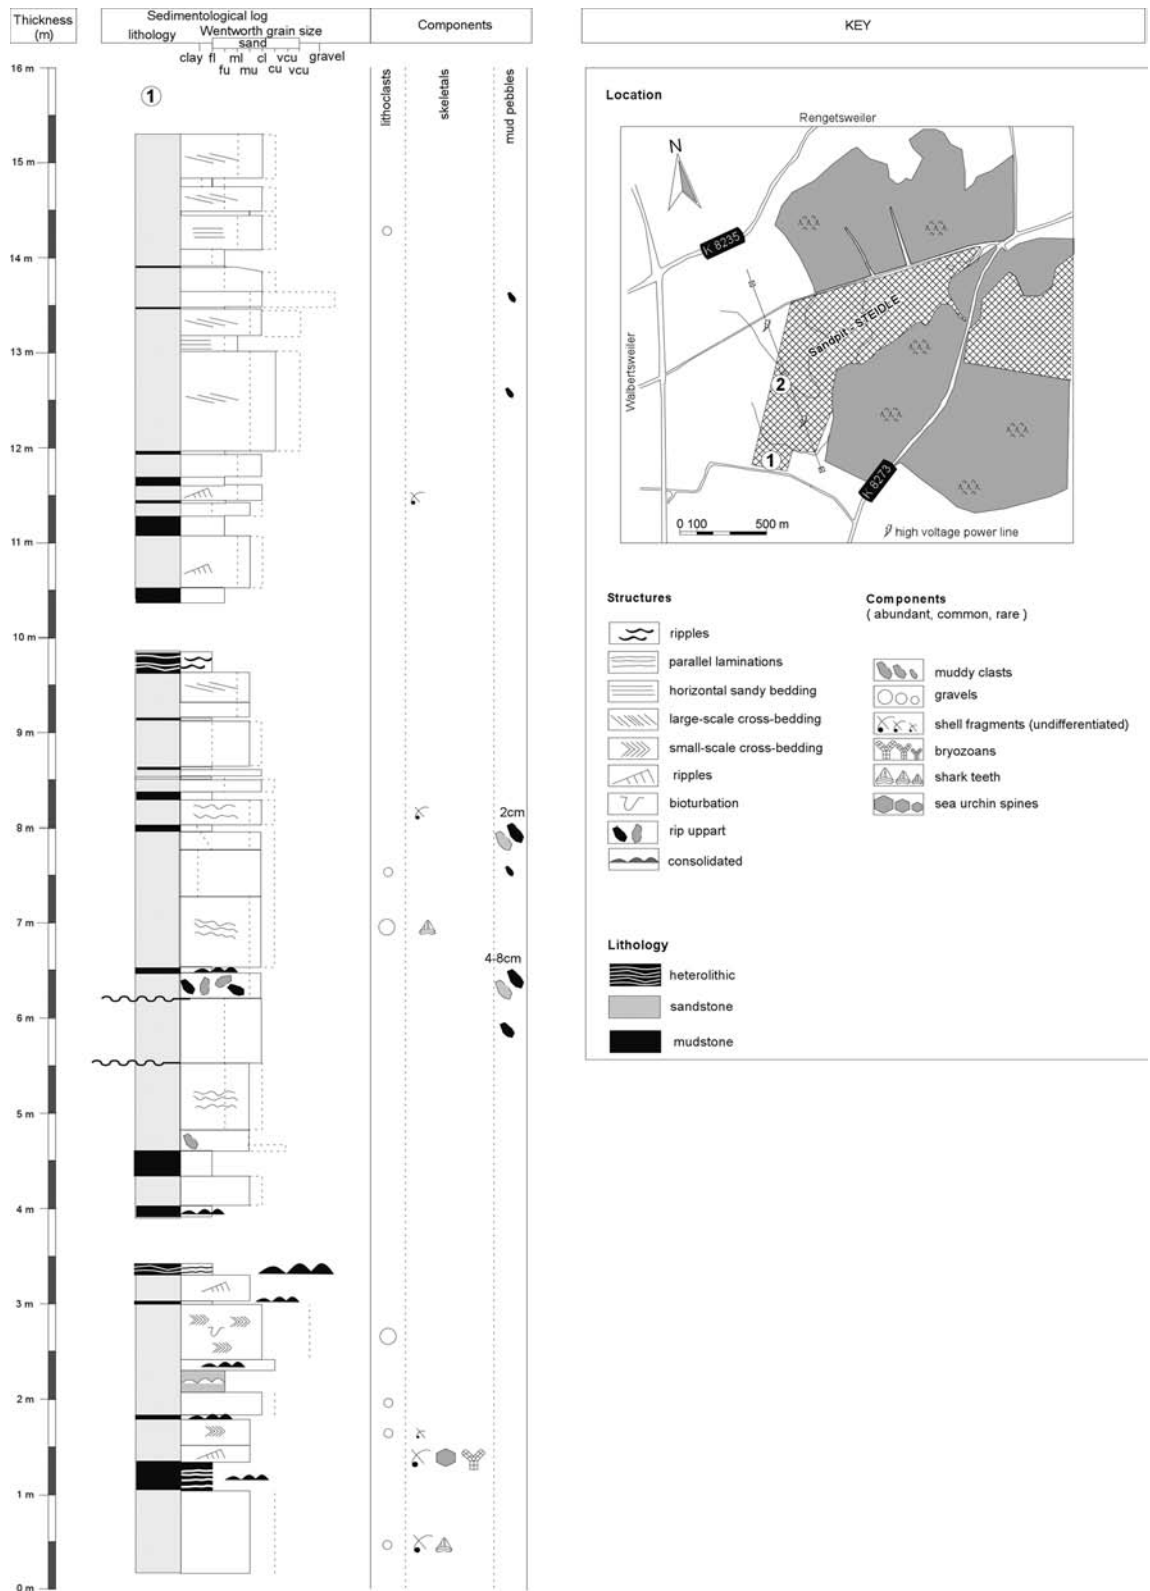 Thickness
(m)
Sedimentological log
lithology
Wentworth grain size
sand
clay fl ml cl vcu gravel
fu mu cu vcu
Components
KEY
lithoclasts
skeletals
mud pebbles
16 m
15 m
14 m
13 m
12 m
11 m
10 m
9 m
8 m
7 m
6 m
5 m
4 m
3 m
2 m
1 m
0 m
1
2cm
4-8cm
Location
Rengetsweiler
N
K 8235
Walbertsweiler
Sandpit - STEIDLE
2
1
K 8273
0 100 500 m
high voltage power line
Structures
ripples
parallel laminations
horizontal sandy bedding
large-scale cross-bedding
small-scale cross-bedding
ripples
bioturbation
rip uppart
consolidated
Components
( abundant, common, rare )
muddy clasts
gravels
shell fragments (undifferentiated)
bryozoans
shark teeth
sea urchin spines
Lithology
heterolithic
sandstone
mudstone